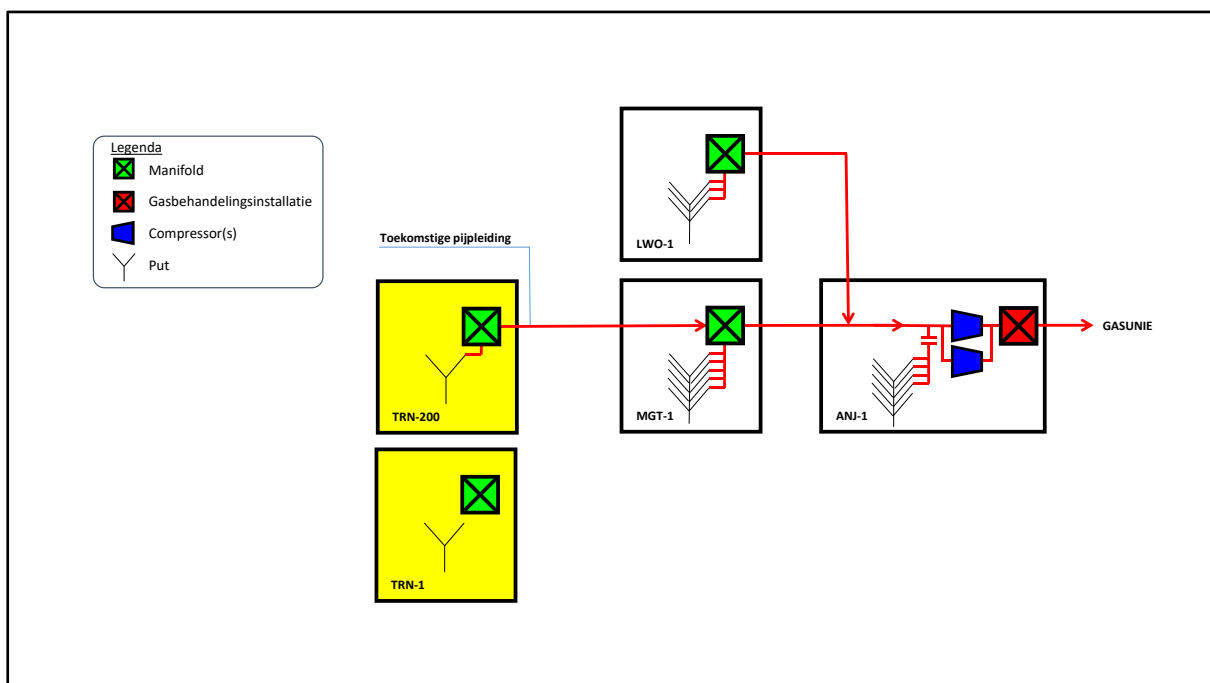 Legenda
Manifold
Gasbehandelingsinstallatie
Compressor(s)
Put
LWO-1
Toekomstige pijpleiding
TRN-200
MGT-1
ANJ-1
GASUNIE
TRN-1